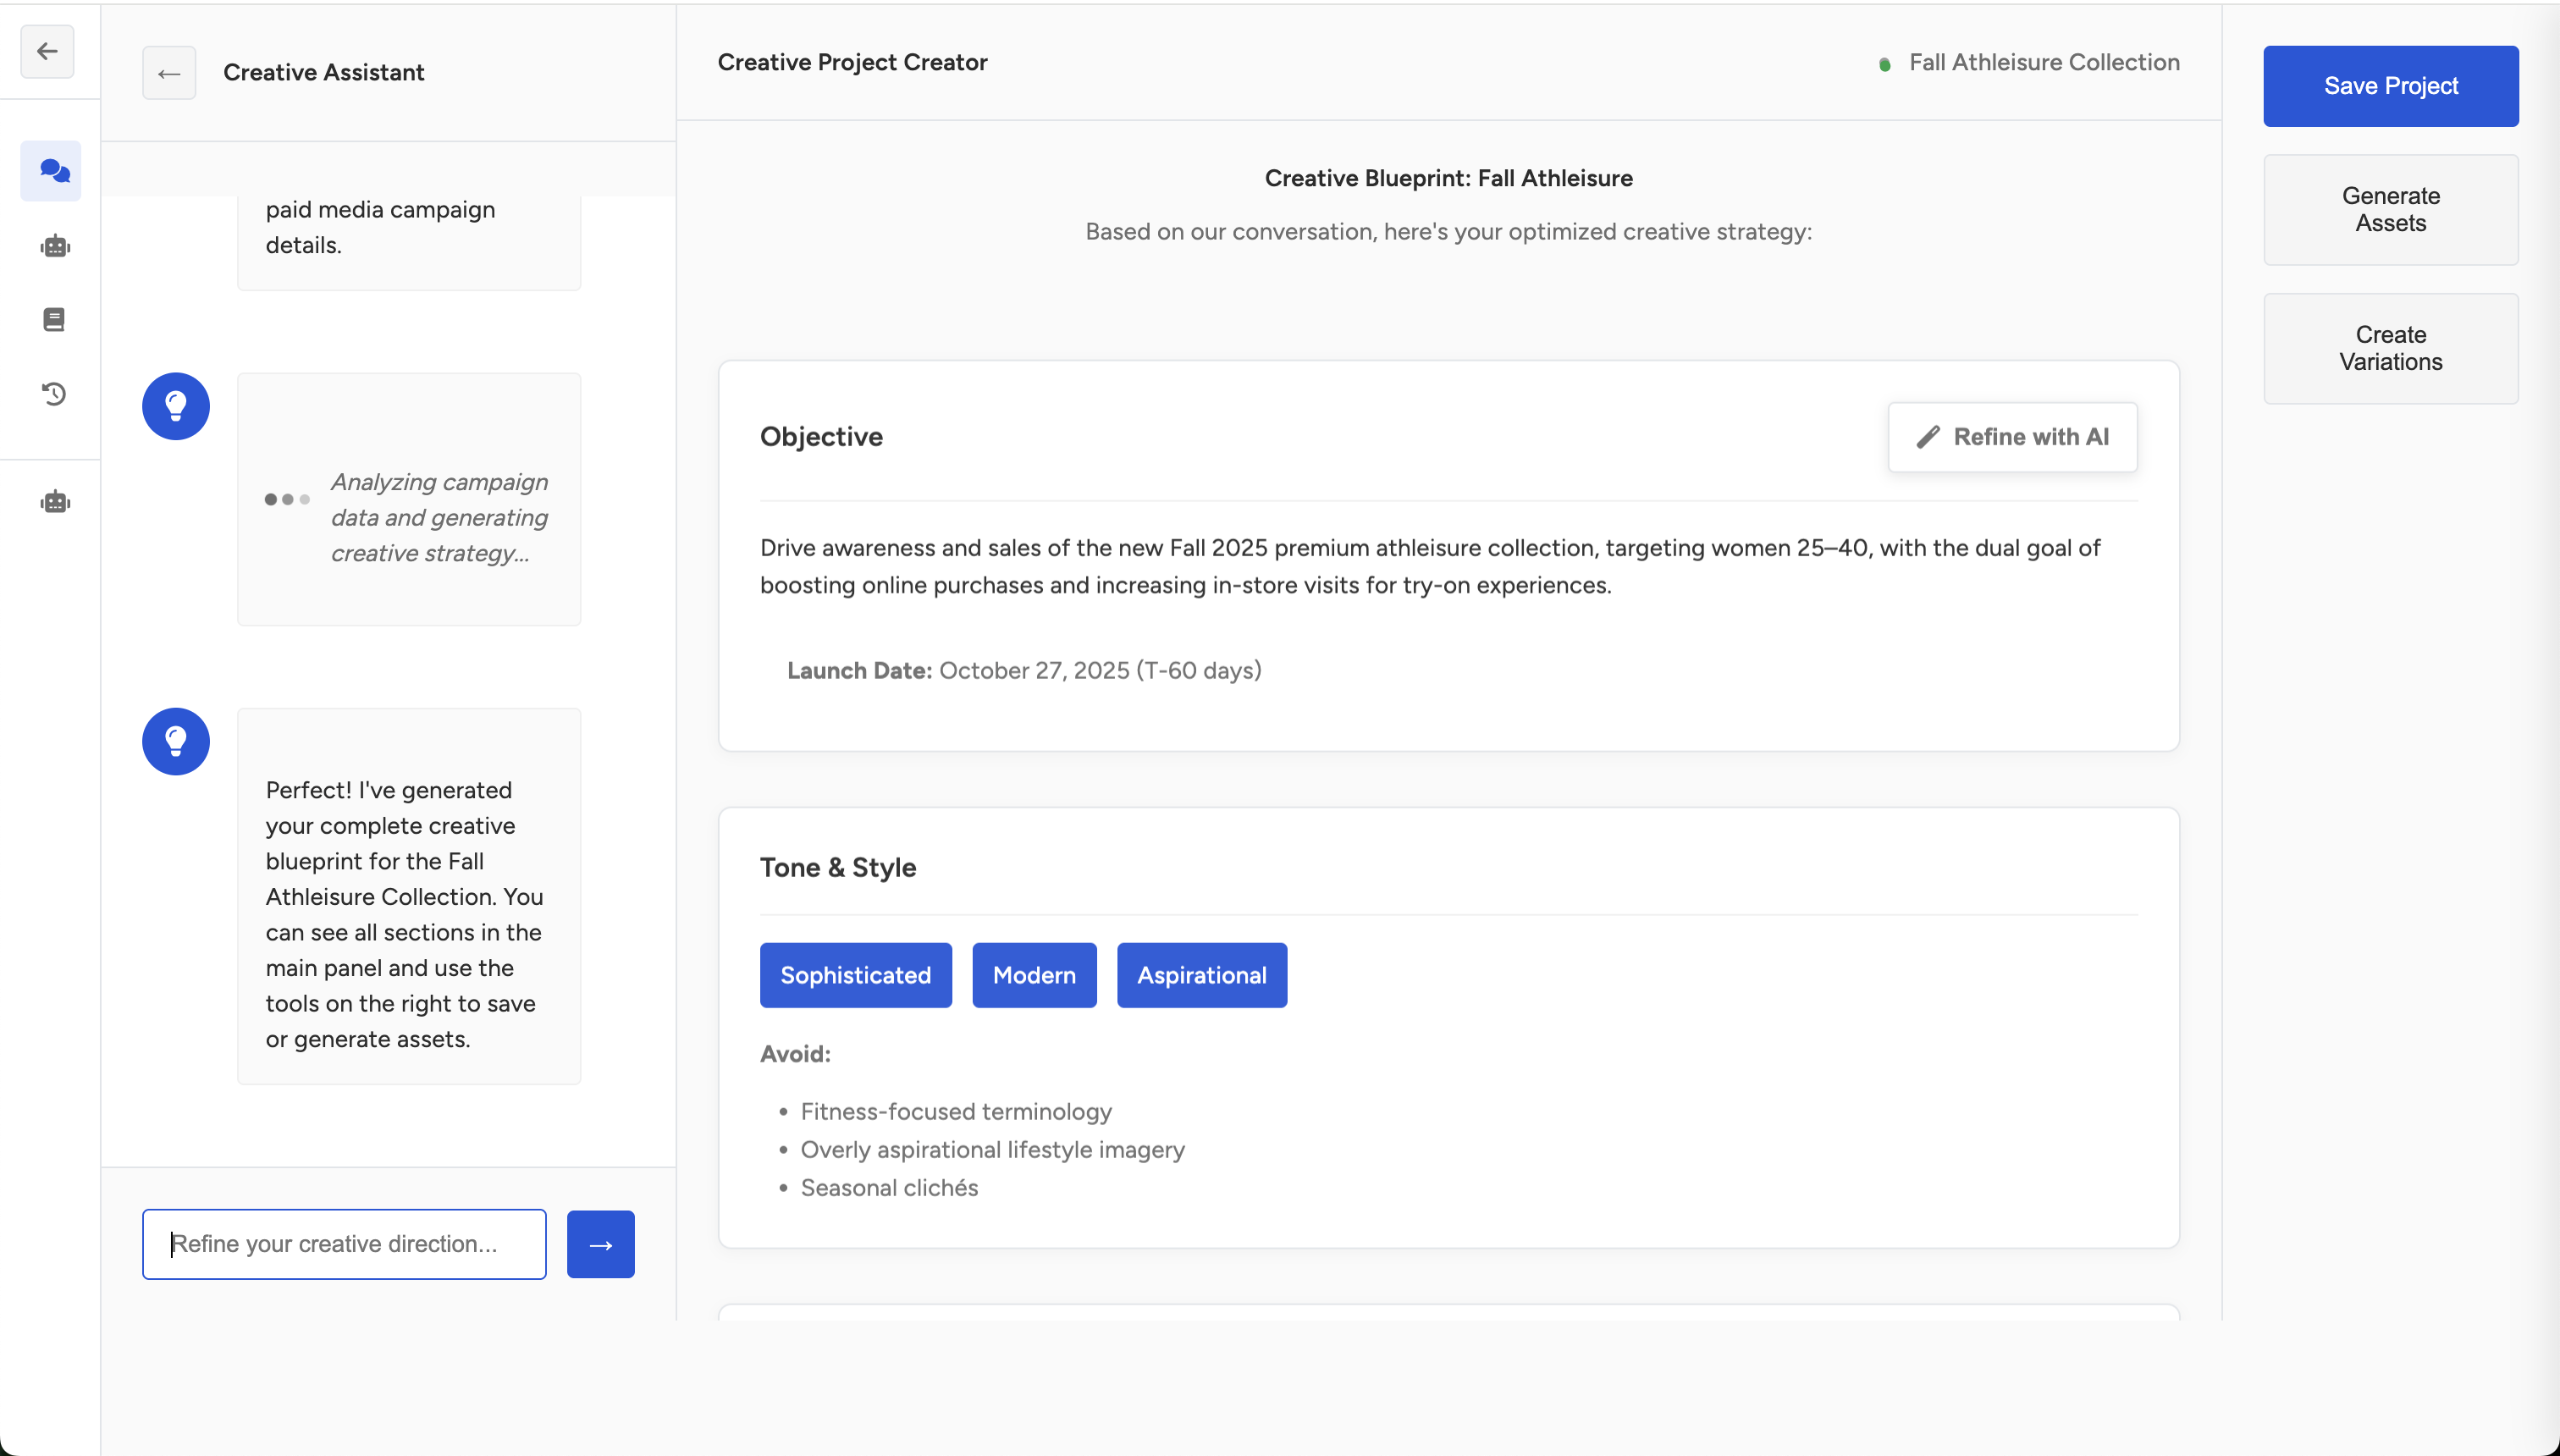 Creative Assistant
paid media campaign
details.
Analyzing campaign
data and generating
creative strategy...
Perfect! I've generated
your complete creative
blueprint for the Fall
Athleisure Collection. You
can see all sections in the
main panel and use the
tools on the right to save
or generate assets.
Refine your creative direction...
Creative Project Creator
Fall Athleisure Collection
Creative Blueprint: Fall Athleisure
Based on our conversation, here's your optimized creative strategy:
Objective
Refine with AI
Drive awareness and sales of the new Fall 2025 premium athleisure collection, targeting women 25–40, with the dual goal of
boosting online purchases and increasing in-store visits for try-on experiences.
Launch Date: October 27, 2025 (T-60 days)
Tone & Style
Sophisticated
Modern
Aspirational
Avoid:
• Fitness-focused terminology
• Overly aspirational lifestyle imagery
• Seasonal clichés
Save Project
Generate
Assets
Create
Variations